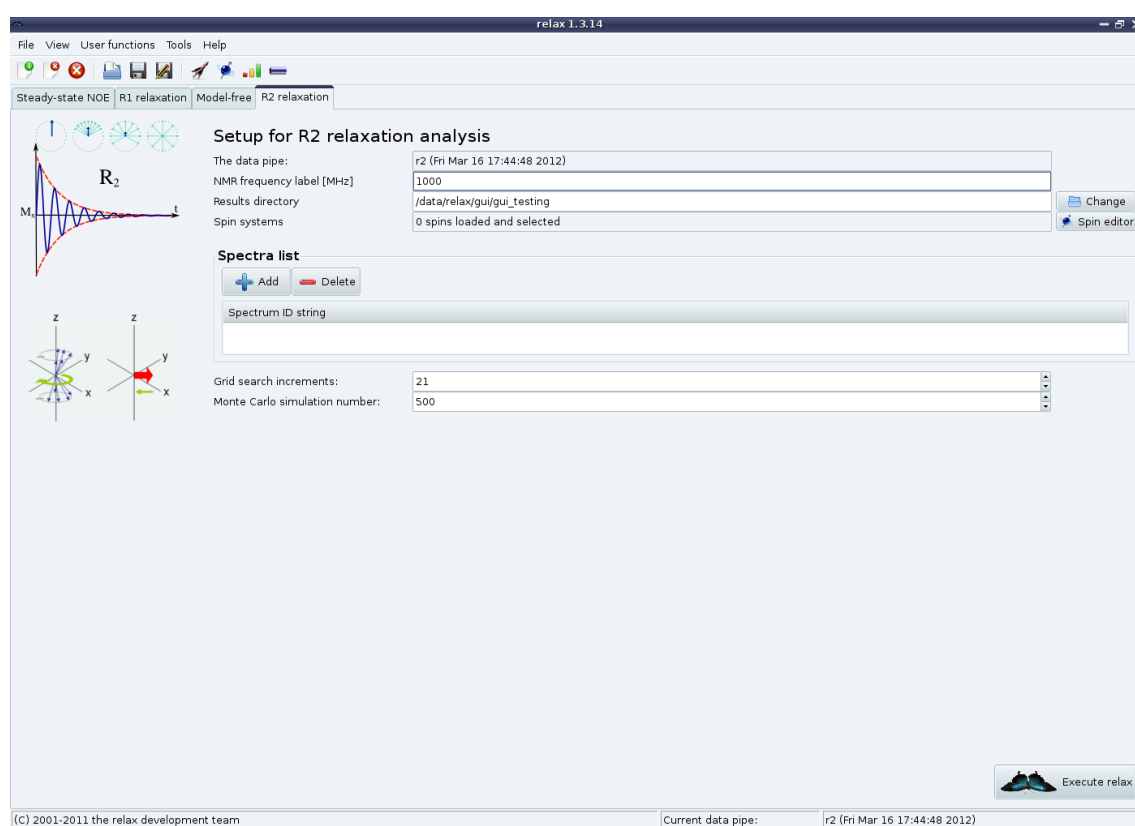 relax 1.3.14
File View User functions Tools Help
Steady-state NOE R1 relaxation Model-free R2 relaxation
Setup for R2 relaxation analysis
The data pipe: r2 (Fri Mar 16 17:44:48 2012)
NMR frequency label [MHz] 1000
Results directory /data/relax/gui/gui_testing Change
Spin systems 0 spins loaded and selected Spin editor
R2
Mx t
Spectra list
Add Delete
Spectrum ID string
z z
y y
x x
Grid search increments: 21
Monte Carlo simulation number: 500
Execute relax
(C) 2001-2011 the relax development team Current data pipe: r2 (Fri Mar 16 17:44:48 2012)